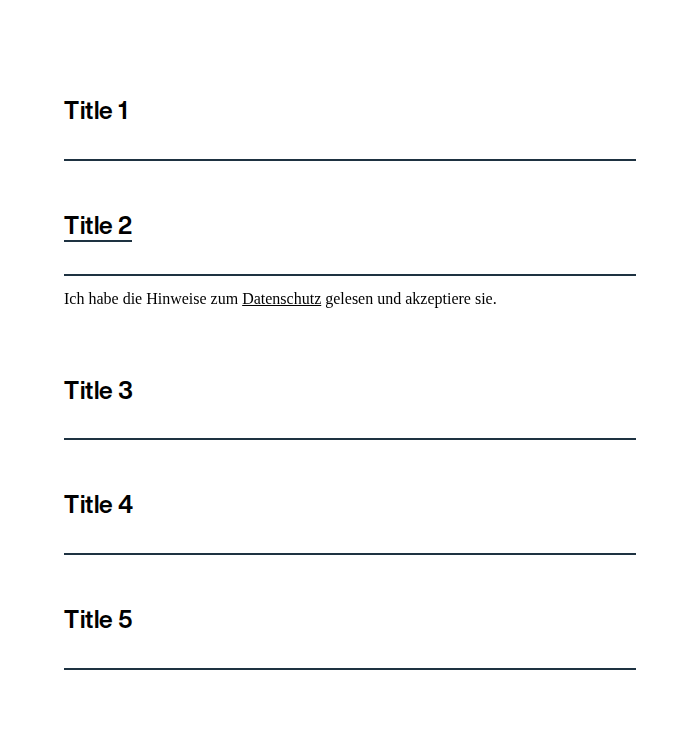 Title 1
Title 2
Ich habe die Hinweise zum Datenschutz gelesen und akzeptiere sie.
Title 3
Title 4
Title 5